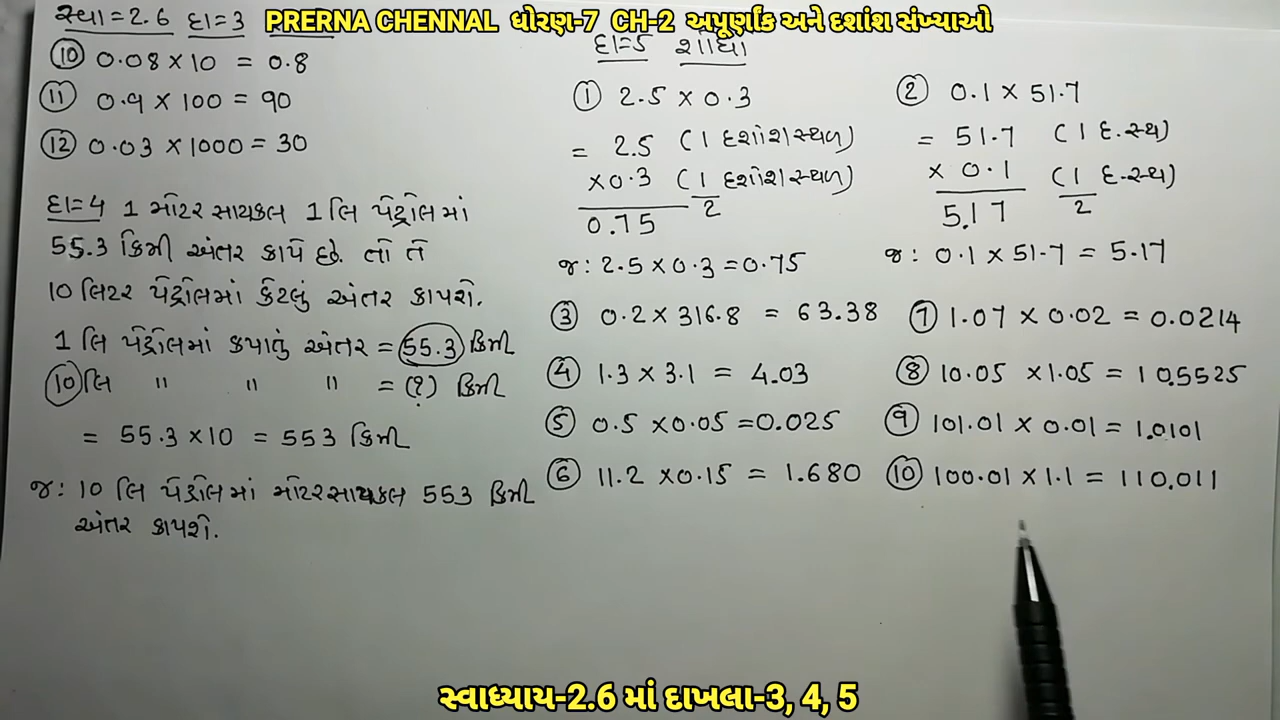 PRERNA CHENNAL ધોરણ-7 CH-2 અપૂર્ણાંક અને દશાંશ સંખ્યાઓ
સ્વા=2.6 દા=3
⑩ 0.08 × 10 = 0.8
⑪ 0.9 × 100 = 90
⑫ 0.03 × 1000 = 30
દા=4 1 મોટર સાયકલ 1 લિ પેટ્રોલમાં
55.3 કિમી અંતર કાપે છે. તો તે
10 લિટર પેટ્રોલમાં કેટલું અંતર કાપશે.
1 લિ પેટ્રોલમાં કપાતું અંતર = 55.3 કિમી
10 લિ " " " = (?) કિમી
= 55.3 × 10 = 553 કિમી
જ: 10 લિ પેટ્રોલમાં મોટરસાયકલ 553 કિમી
અંતર કાપશે.
દા=5 શોધો
① 2.5 × 0.3
= 2.5 (1 દશાંશસ્થળ)
×0.3 (1 દશાંશસ્થળ)
0.75 2
જ: 2.5 × 0.3 = 0.75
② 0.1 × 51.7
= 51.7 (1 દ.સ્થ)
× 0.1 (1 દ.સ્થ)
5.17 2
જ: 0.1 × 51.7 = 5.17
③ 0.2 × 316.8 = 63.38
④ 1.3 × 3.1 = 4.03
⑤ 0.5 × 0.05 = 0.025
⑥ 11.2 × 0.15 = 1.680
⑦ 1.07 × 0.02 = 0.0214
⑧ 10.05 × 1.05 = 10.5525
⑨ 101.01 × 0.01 = 1.0101
⑩ 100.01 × 1.1 = 110.011
સ્વાધ્યાય-2.6 માં દાખલા-3, 4, 5